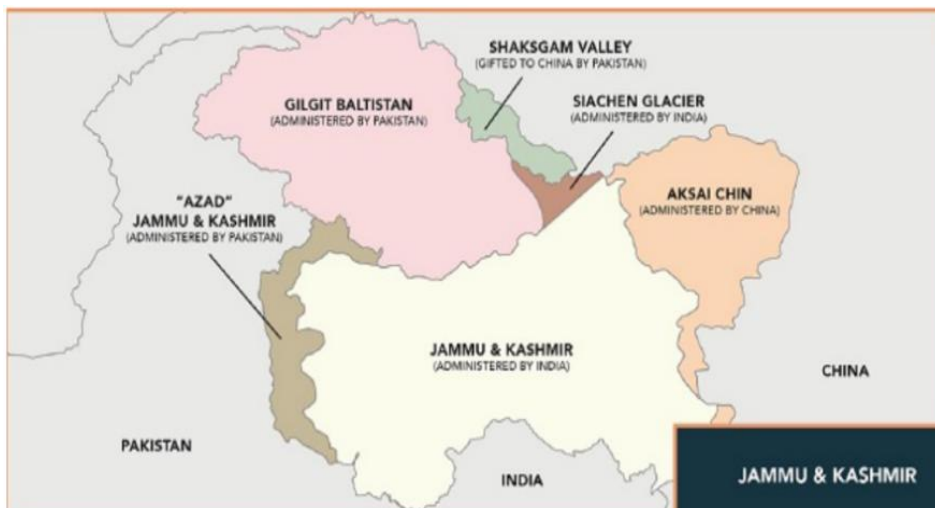 SHAKSGAM VALLEY
(GIFTED TO CHINA BY PAKISTAN)
GILGIT BALTISTAN
(ADMINISTERED BY PAKISTAN)
SIACHEN GLACIER
(ADMINISTERED BY INDIA)
"AZAD"
JAMMU & KASHMIR
(ADMINISTERED BY PAKISTAN)
AKSAI CHIN
(ADMINISTERED BY CHINA)
JAMMU & KASHMIR
(ADMINISTERED BY INDIA)
CHINA
PAKISTAN
INDIA
JAMMU & KASHMIR